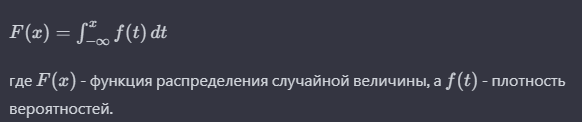 F(x) = ∫_{-∞}^{x} f(t) dt
где F(x) - функция распределения случайной величины, а f(t) - плотность
вероятностей.